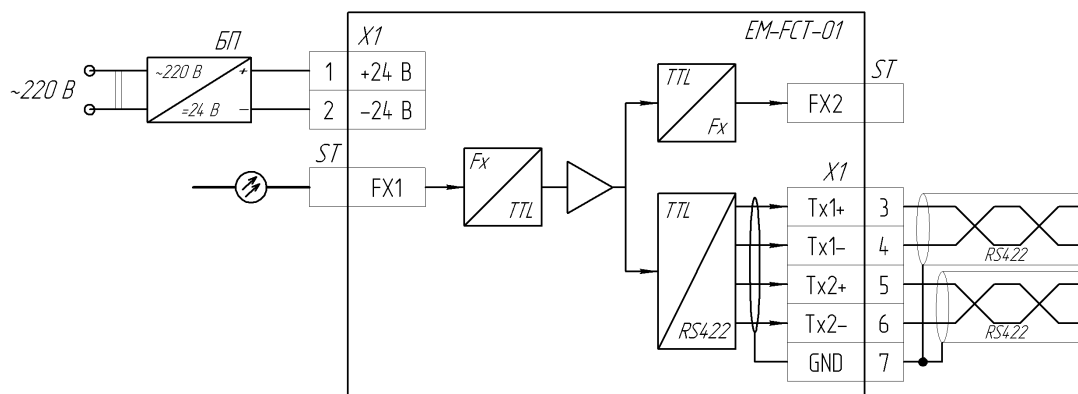 EM-FCT-01
БП
X1
~220 В
~220 В
+
=24 В
−
1
+24 В
2
−24 В
ST
FX1
Fx
TTL
TTL
Fx
ST
FX2
X1
TTL
RS422
Tx1+
3
Tx1−
4
Tx2+
5
Tx2−
6
GND
7
RS422
RS422